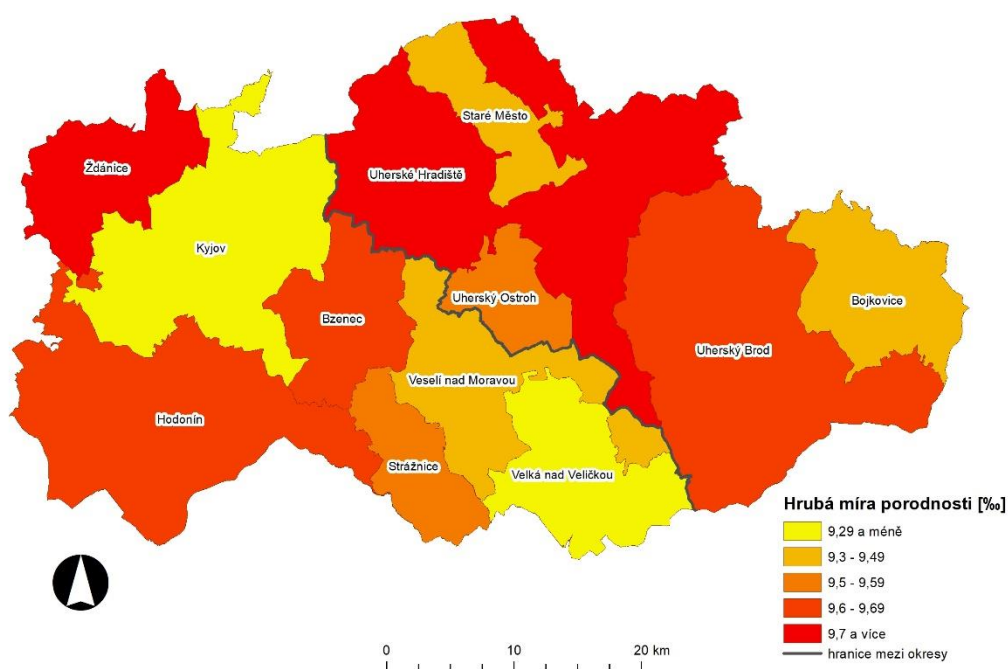 Staré Město
Ždánice
Uherské Hradiště
Kyjov
Uherský Ostroh
Bojkovice
Bzenec
Uherský Brod
Veselí nad Moravou
Hodonín
Strážnice
Velká nad Veličkou
Hrubá míra porodnosti [‰]
9,29 a méně
9,3 - 9,49
9,5 - 9,59
9,6 - 9,69
9,7 a více
hranice mezi okresy
0 10 20 km